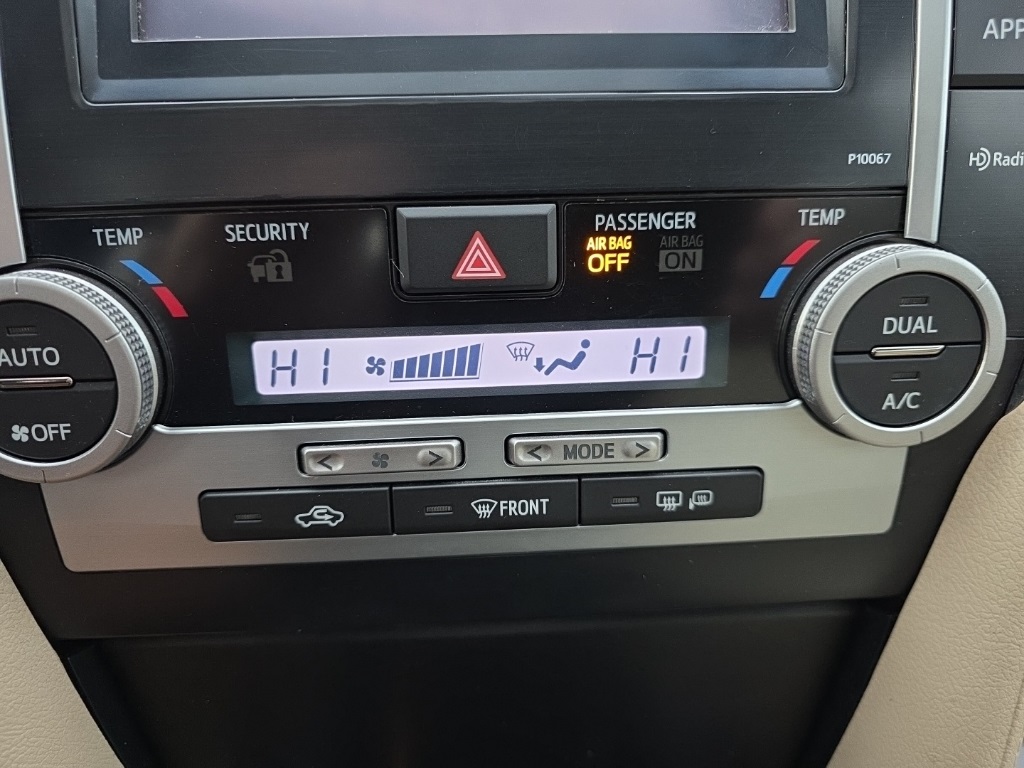 APP
P10067
HD Radi
TEMP
SECURITY
PASSENGER
AIR BAG
OFF
AIR BAG
ON
TEMP
AUTO
OFF
HI
HI
DUAL
A/C
< >
< MODE >
FRONT